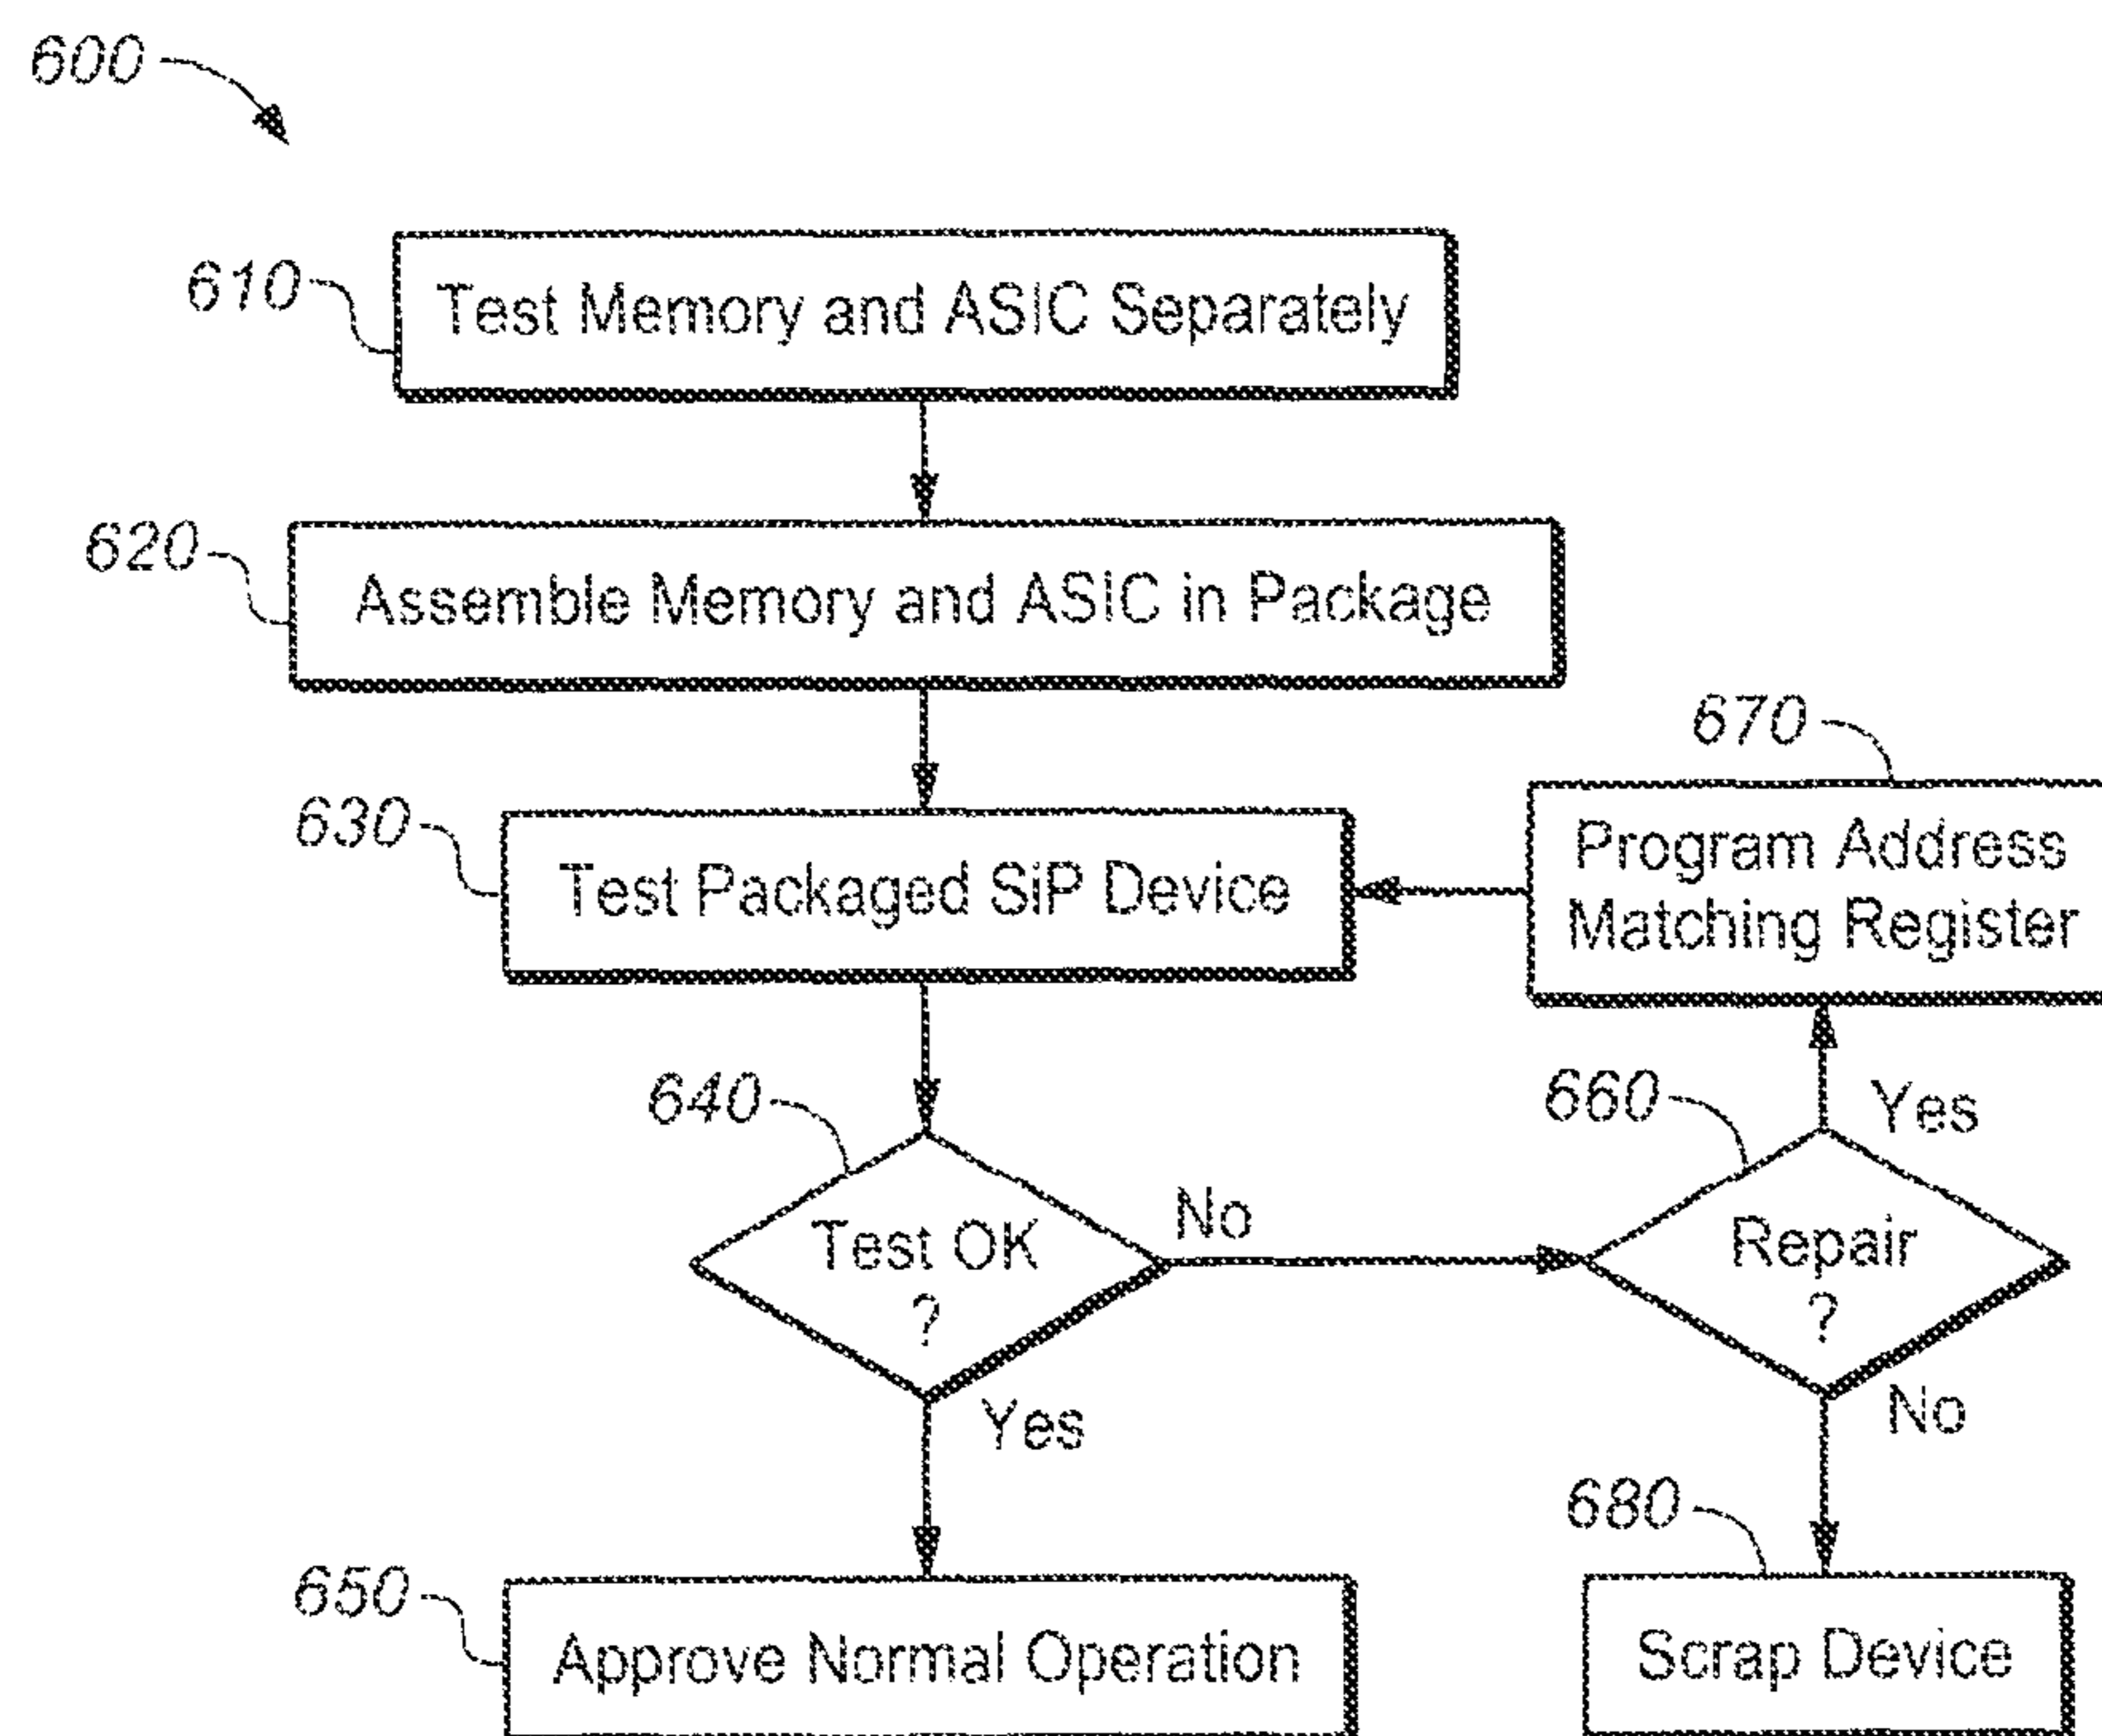 600
610
Test Memory and ASIC Separately
620
Assemble Memory and ASIC in Package
670
630
Test Packaged SiP Device
Program Address
Matching Register
640
660
Yes
Test OK
?
No
Repair
?
Yes
No
680
650
Approve Normal Operation
Scrap Device